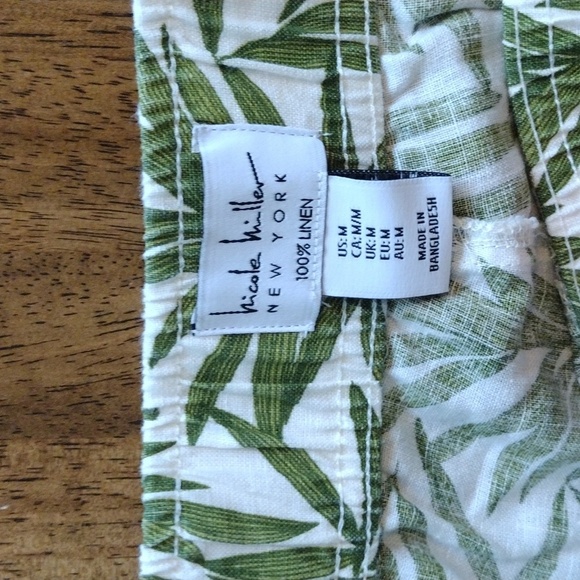 nicole miller
NEW YORK
100% LINEN
US: M
CA: M/M
UK: M
EU: M
AU: M
MADE IN
BANGLADESH